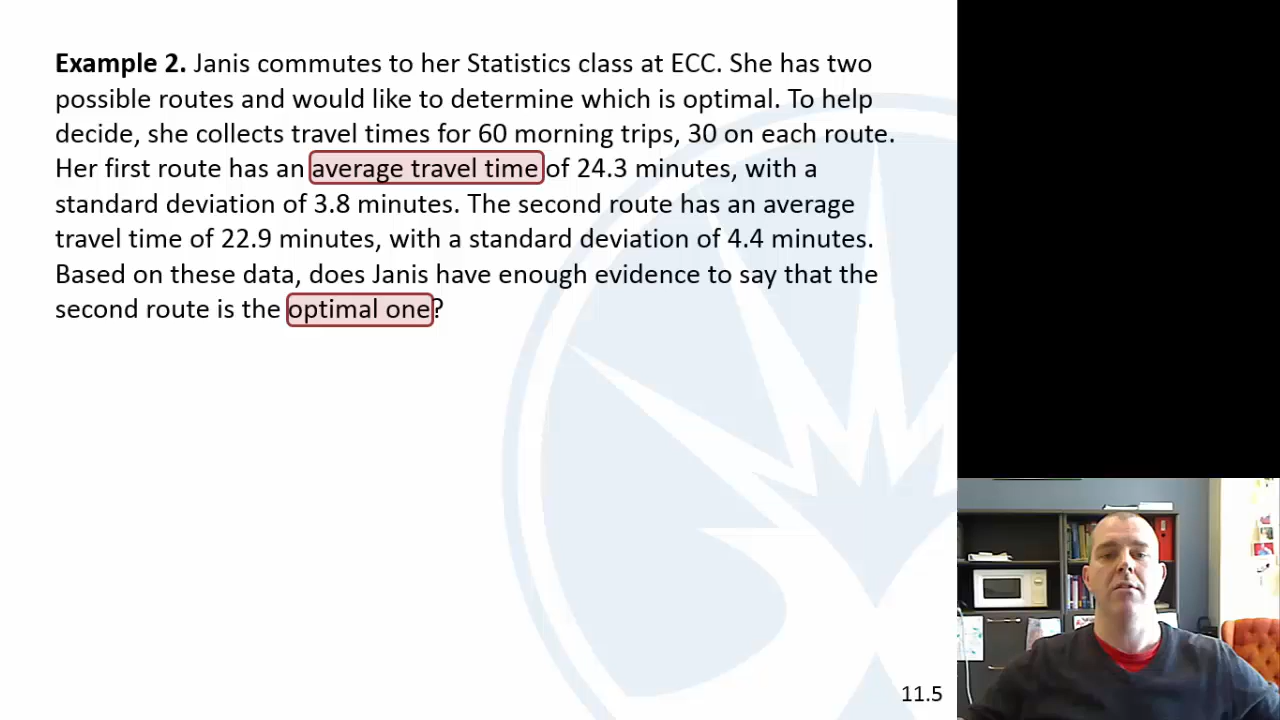 Example 2. Janis commutes to her Statistics class at ECC. She has two
possible routes and would like to determine which is optimal. To help
decide, she collects travel times for 60 morning trips, 30 on each route.
Her first route has an average travel time of 24.3 minutes, with a
standard deviation of 3.8 minutes. The second route has an average
travel time of 22.9 minutes, with a standard deviation of 4.4 minutes.
Based on these data, does Janis have enough evidence to say that the
second route is the optimal one?
11.5